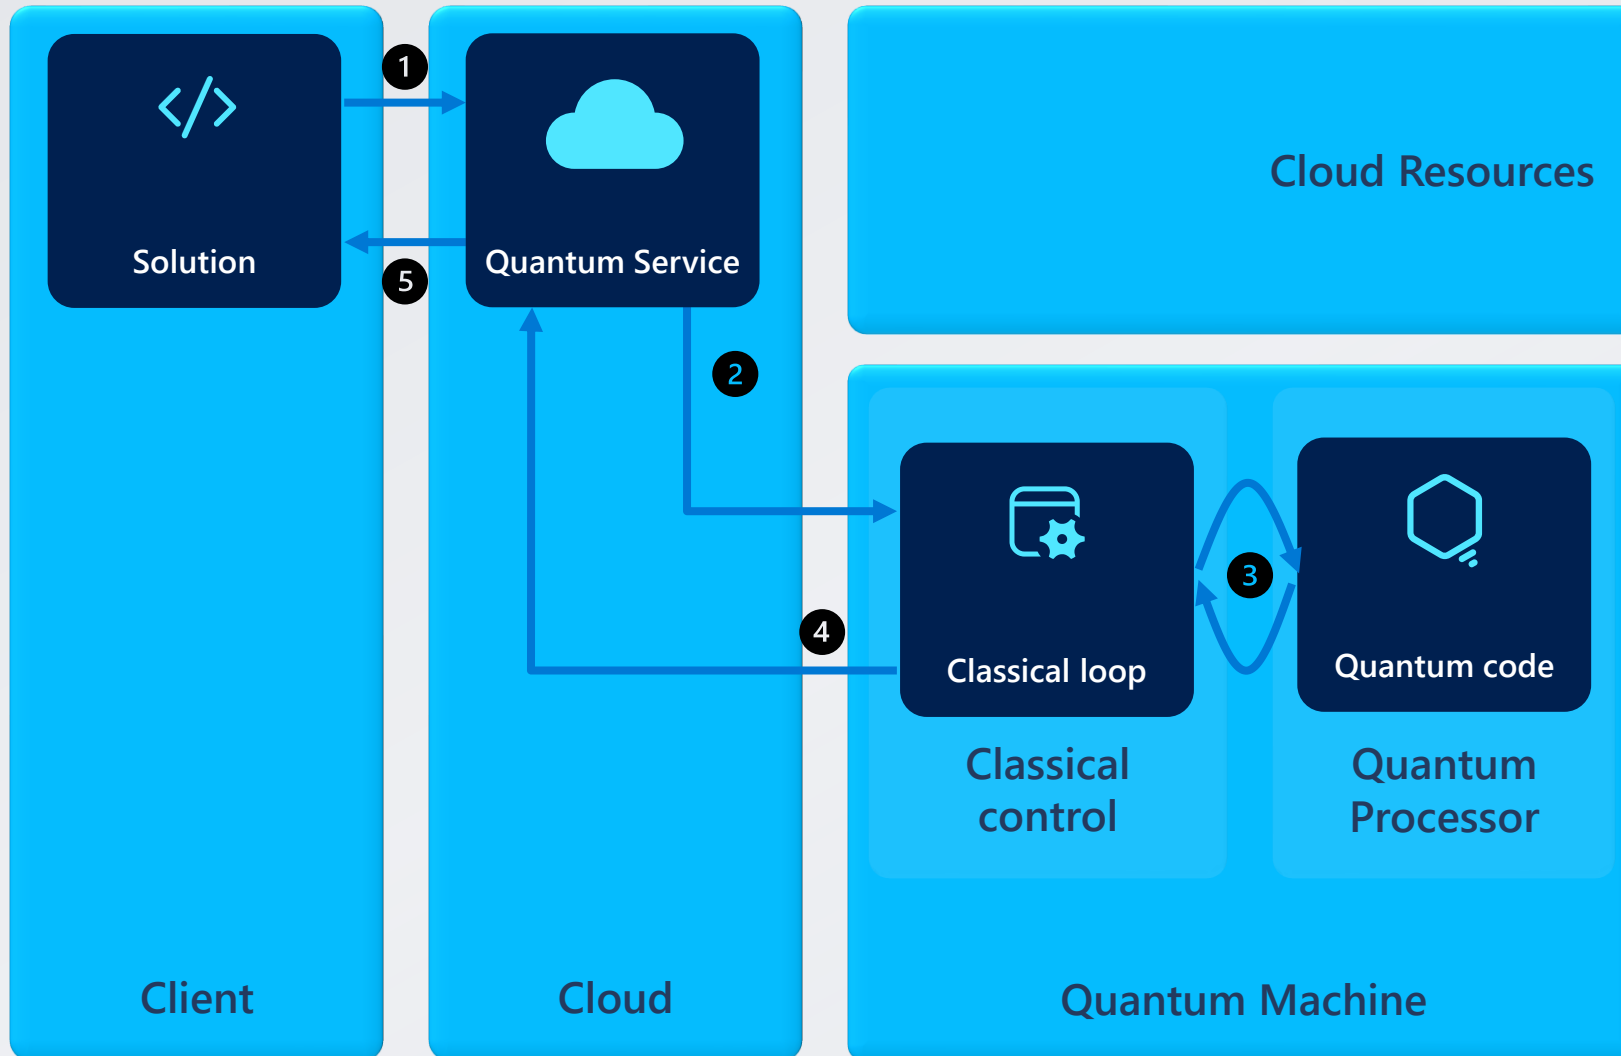 1
Solution
5
Quantum Service
2
Cloud Resources
4
Classical loop
3
Quantum code
Classical
control
Quantum
Processor
Client
Cloud
Quantum Machine